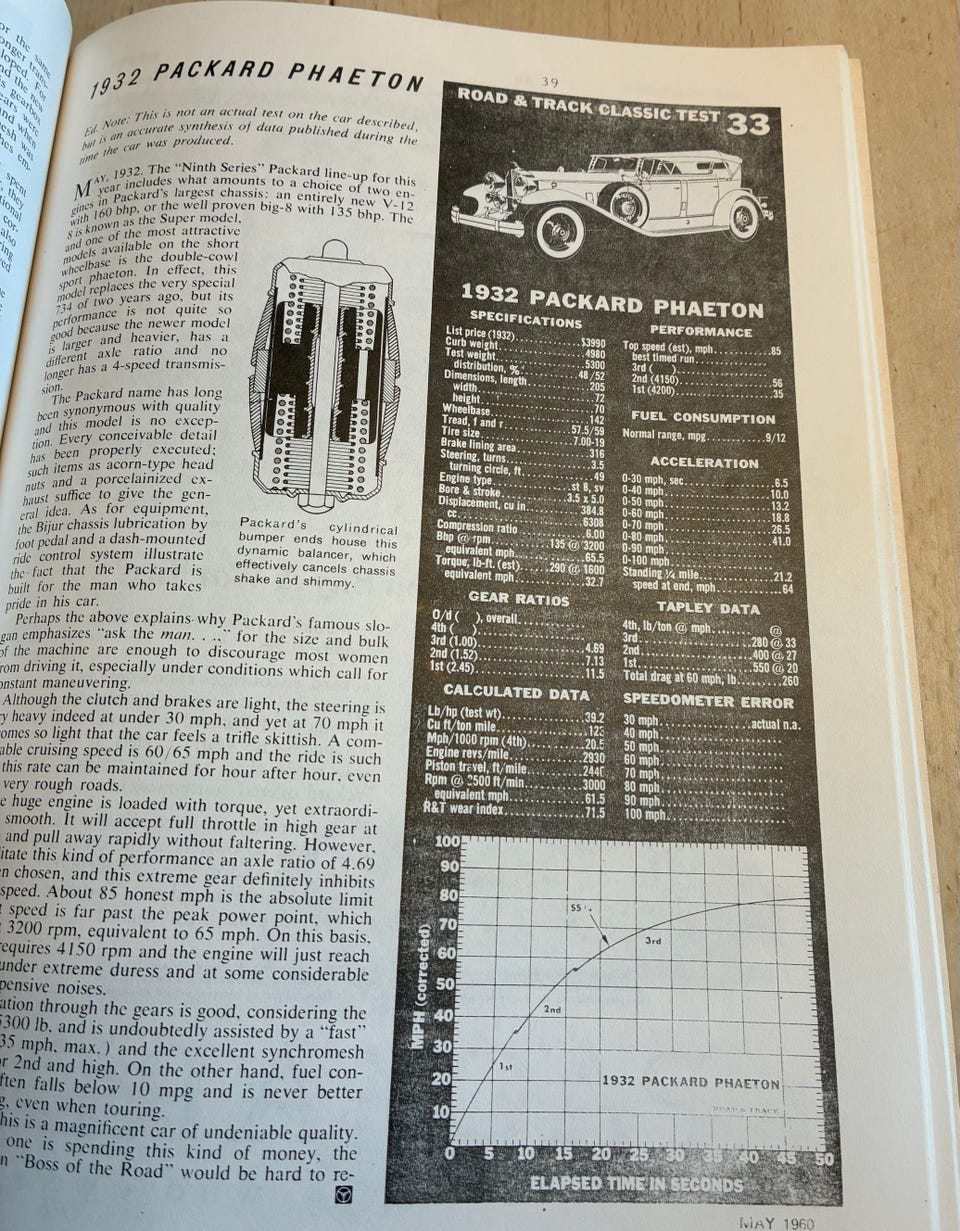 or the same
39
1932 PACKARD PHAETON
Ed. Note: This is not an actual test on the car described,
but is an accurate synthesis of data published during the
time the car was produced.
MAY, 1932. The "Ninth Series" Packard line-up for this
year includes what amounts to a choice of two en-
gines in Packard's largest chassis: an entirely new V-12
with 160 bhp, or the well proven big-8 with 135 bhp. The
8 is known as the Super model,
and one of the most attractive
models available on the short
wheelbase is the double-cowl
sport phaeton. In effect, this
model replaces the very special
734 of two years ago, but its
performance is not quite so
good because the newer model
is larger and heavier, has a
different axle ratio and no
longer has a 4-speed transmis-
sion.
The Packard name has long
been synonymous with quality
and this model is no excep-
tion. Every conceivable detail
has been properly executed;
such items as acorn-type head
nuts and a porcelainized ex-
haust suffice to give the gen-
eral idea. As for equipment,
the Bijur chassis lubrication by
foot pedal and a dash-mounted
ride control system illustrate
the fact that the Packard is
built for the man who takes
pride in his car.
Packard's cylindrical
bumper ends house this
dynamic balancer, which
effectively cancels chassis
shake and shimmy.
Perhaps the above explains why Packard's famous slo-
gan emphasizes "ask the man. . ." for the size and bulk
of the machine are enough to discourage most women
rom driving it, especially under conditions which call for
onstant maneuvering.
Although the clutch and brakes are light, the steering is
ry heavy indeed at under 30 mph, and yet at 70 mph it
comes so light that the car feels a trifle skittish. A com-
able cruising speed is 60/65 mph and the ride is such
this rate can be maintained for hour after hour, even
very rough roads.
e huge engine is loaded with torque, yet extraordi-
smooth. It will accept full throttle in high gear at
and pull away rapidly without faltering. However,
litate this kind of performance an axle ratio of 4.69
n chosen, and this extreme gear definitely inhibits
speed. About 85 honest mph is the absolute limit
t speed is far past the peak power point, which
3200 rpm, equivalent to 65 mph. On this basis,
requires 4150 rpm and the engine will just reach
under extreme duress and at some considerable
pensive noises.
ation through the gears is good, considering the
5300 lb. and is undoubtedly assisted by a "fast"
35 mph, max.) and the excellent synchromesh
r 2nd and high. On the other hand, fuel con-
ften falls below 10 mpg and is never better
g, even when touring.
his is a magnificent car of undeniable quality.
one is spending this kind of money, the
n "Boss of the Road" would be hard to re-
ROAD & TRACK CLASSIC TEST 33
1932 PACKARD PHAETON
SPECIFICATIONS
List price (1932) $3990
Curb weight 4980
Test weight 5300
distribution, % 48/52
Dimensions, length 205
width 72
height 70
Wheelbase 142
Tread, f and r 57.5/59
Tire size 7.00-19
Brake lining area 316
Steering, turns 3.5
turning circle, ft 49
Engine type st 8, sv
Bore & stroke 3.5 x 5.0
Displacement, cu in 384.8
cc 6308
Compression ratio 6.00
Bhp @ rpm 135 @ 3200
equivalent mph 65.5
Torque, lb-ft. (est) 290 @ 1600
equivalent mph 32.7
GEAR RATIOS
O/d ( ), overall
4th ( )
3rd (1.00) 4.69
2nd (1.52) 7.13
1st (2.45) 11.5
CALCULATED DATA
Lb/hp (test wt) 39.2
Cu ft/ton mile 123
Mph/1000 rpm (4th) 20.5
Engine revs/mile 2930
Piston travel, ft/mile 2440
Rpm @ 2500 ft/min 3000
equivalent mph 61.5
R&T wear index 71.5
PERFORMANCE
Top speed (est), mph 85
best timed run
3rd ( )
2nd (4150) 56
1st (4200) 35
FUEL CONSUMPTION
Normal range, mpg 9/12
ACCELERATION
0-30 mph, sec 6.5
0-40 mph 10.0
0-50 mph 13.2
0-60 mph 18.8
0-70 mph 26.5
0-80 mph 41.0
0-90 mph
0-100 mph
Standing ¼ mile 21.2
speed at end, mph 64
TAPLEY DATA
4th, lb/ton @ mph @
3rd 280 @ 33
2nd 400 @ 27
1st 550 @ 20
Total drag at 60 mph, lb 260
SPEEDOMETER ERROR
30 mph actual n.a.
40 mph
50 mph
60 mph
70 mph
80 mph
90 mph
100 mph
100
90
80
70
60
50
40
30
20
10
0
MPH (corrected)
SS ¼
3rd
2nd
1st
1932 PACKARD PHAETON
ROAD & TRACK
0 5 10 15 20 25 30 35 40 45 50
ELAPSED TIME IN SECONDS
MAY 1960